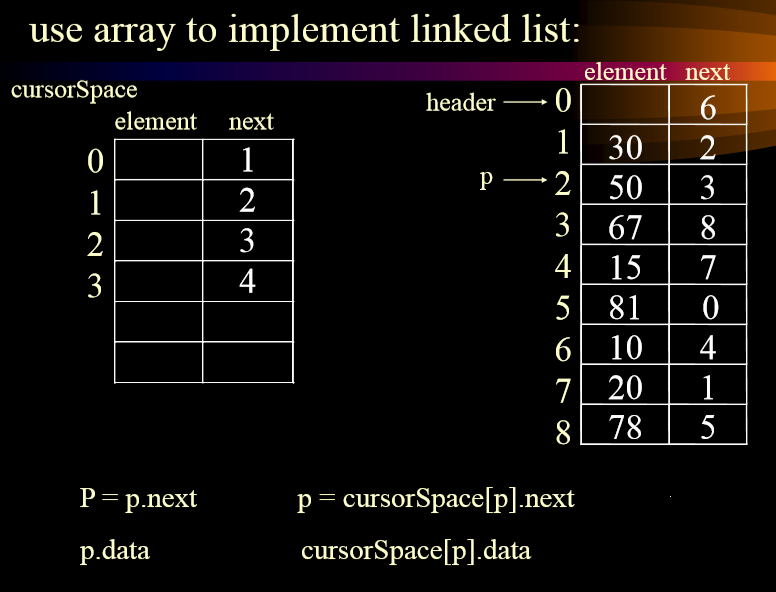 use array to implement linked list:
cursorSpace
element next
0 1
1 2
2 3
3 4
element next
header 0 6
1 30 2
p 2 50 3
3 67 8
4 15 7
5 81 0
6 10 4
7 20 1
8 78 5
P = p.next p = cursorSpace[p].next
p.data cursorSpace[p].data